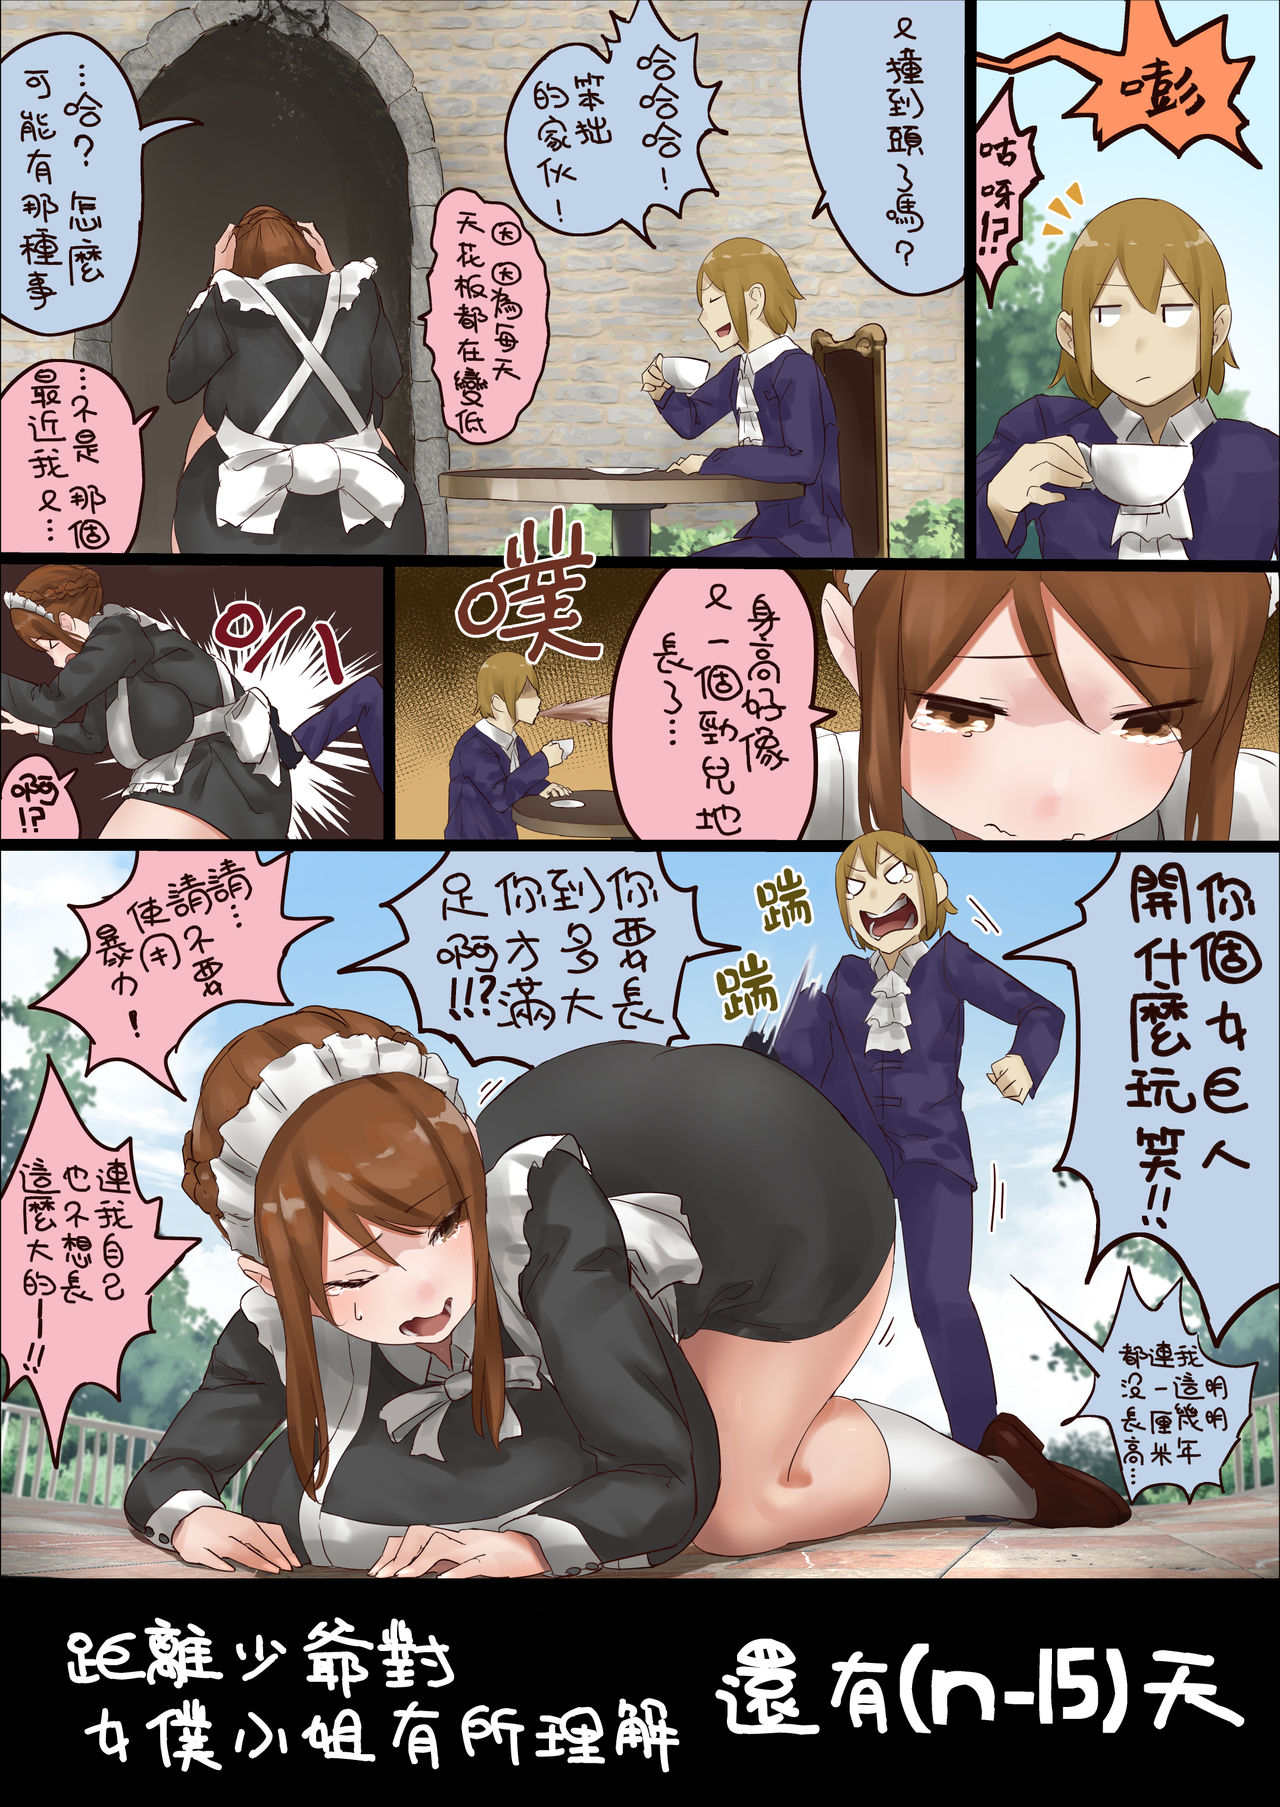 嘭
咕呀!?
又撞到頭了嗎?
哈哈哈哈!
笨拙
的家伙!
因 因為每天
天花板都在變低
…哈? 怎麼
可能有那種事
…不是 那個
最近我又…
身高好像
又一個勁兒地
長了…
噗
啊!?
你個女巨人
開什麼玩笑!!
明明
這幾年
我連一厘米
都沒長高…
踹
踹
你要長
到多大
你才滿
足啊!!?
請請…
請不要
使用
暴力!
連我自己
也不想長
這麼大的——!!
距離少爺對
女僕小姐有所理解
還有(n-15)天